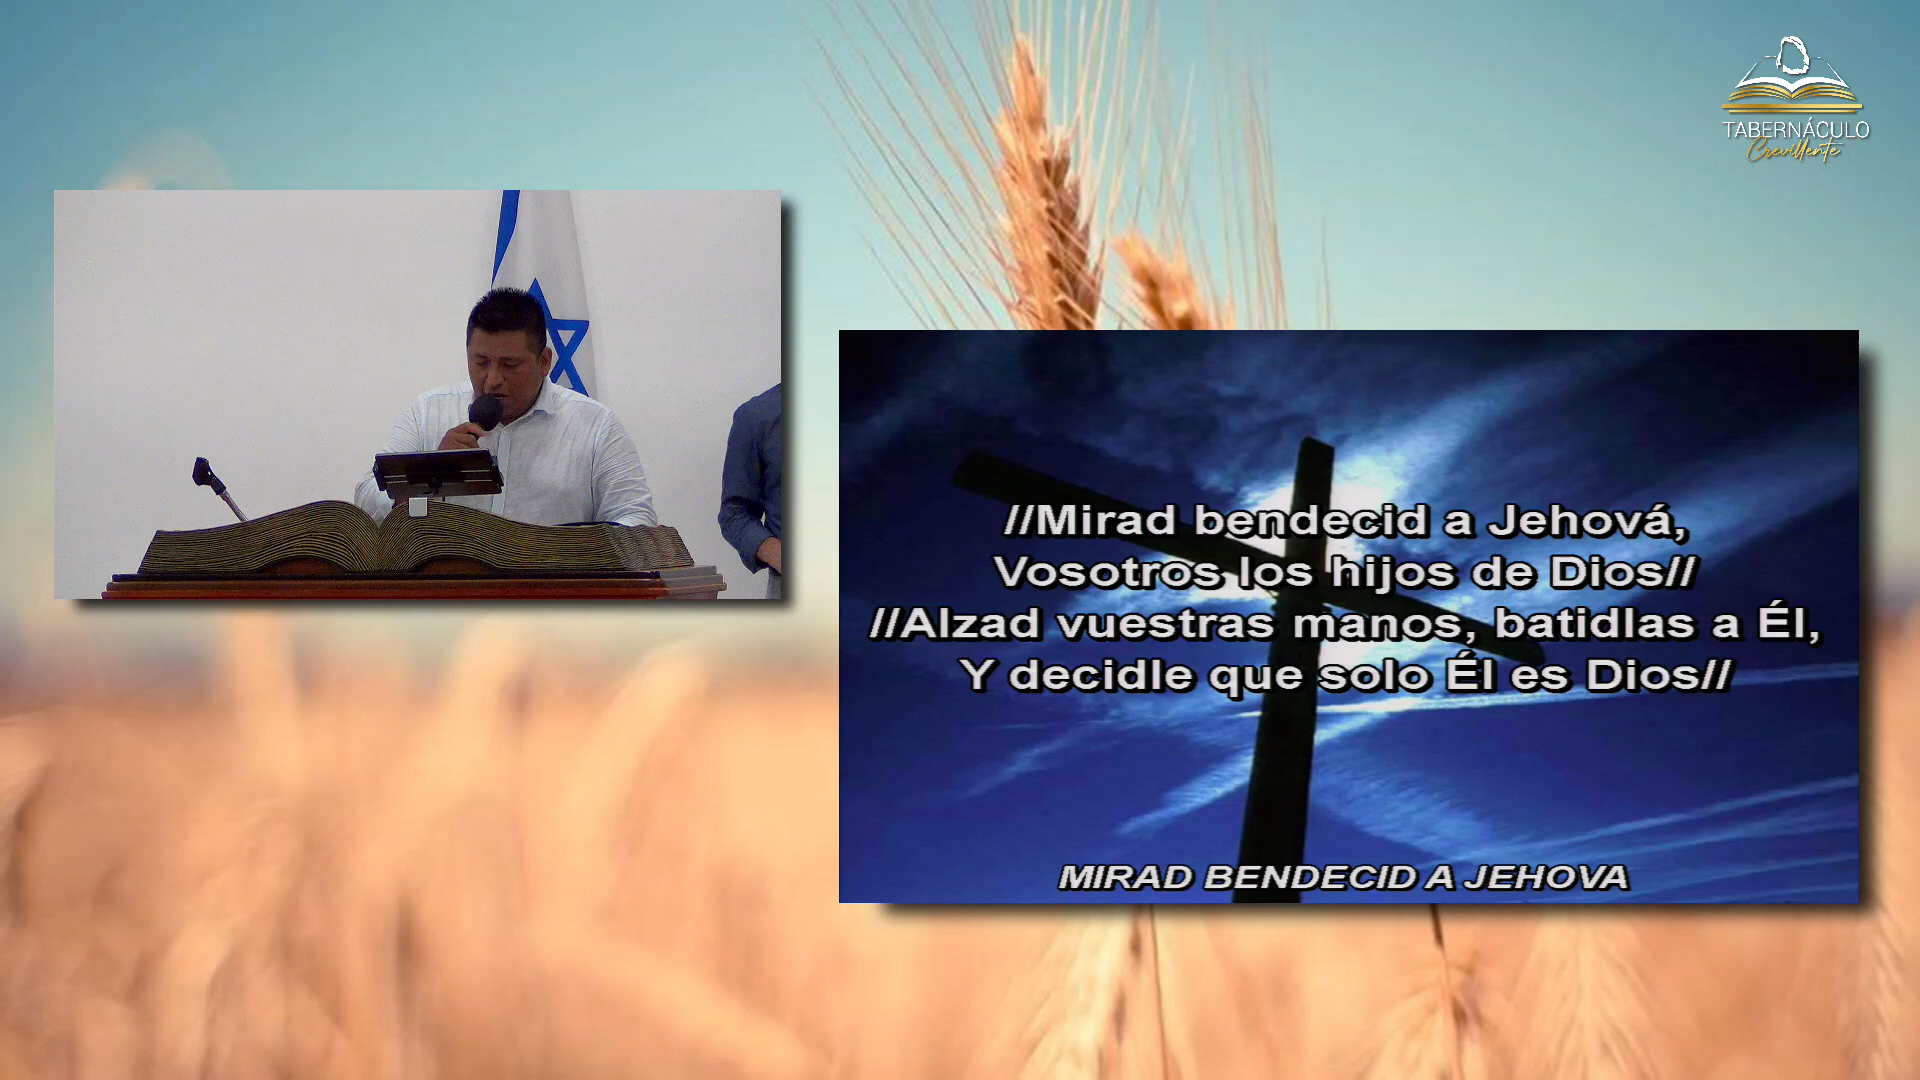 TABERNÁCULO
Crevillente
//Mirad bendecid a Jehová,
Vosotros los hijos de Dios//
//Alzad vuestras manos, batidlas a Él,
Y decidle que solo Él es Dios//
MIRAD BENDECID A JEHOVA